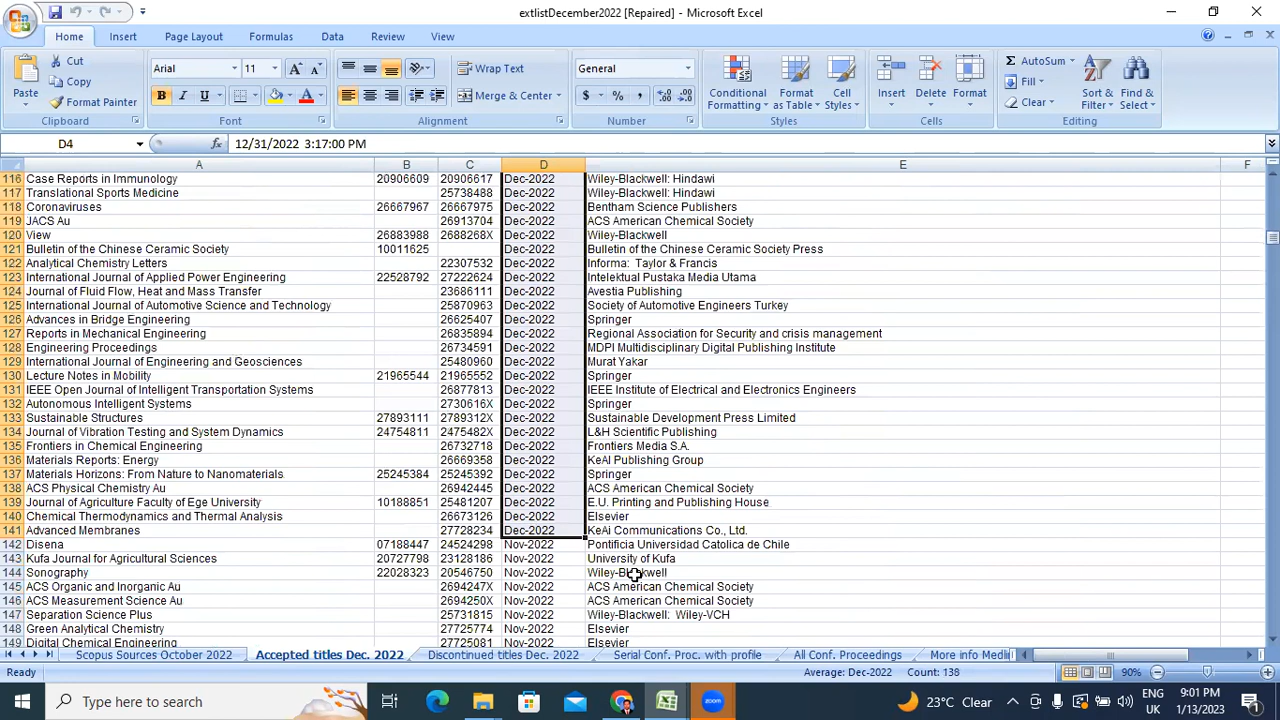 extlistDecember2022 [Repaired] - Microsoft Excel
Home Insert Page Layout Formulas Data Review View
Paste Cut Copy Format Painter Clipboard
Arial 11 A A B I U A Font
Wrap Text Merge & Center Alignment
General $ % , Number
Conditional Formatting Format as Table Cell Styles Styles
Insert Delete Format Cells
Σ AutoSum Fill Clear Sort & Filter Find & Select Editing
D4 fx 12/31/2022 3:17:00 PM
A B C D E F
116 Case Reports in Immunology 20906609 20906617 Dec-2022 Wiley-Blackwell: Hindawi
117 Translational Sports Medicine 25738488 Dec-2022 Wiley-Blackwell: Hindawi
118 Coronaviruses 26667967 26667975 Dec-2022 Bentham Science Publishers
119 JACS Au 26913704 Dec-2022 ACS American Chemical Society
120 View 26883988 2688268X Dec-2022 Wiley-Blackwell
121 Bulletin of the Chinese Ceramic Society 10011625 Dec-2022 Bulletin of the Chinese Ceramic Society Press
122 Analytical Chemistry Letters 22307532 Dec-2022 Informa: Taylor & Francis
123 International Journal of Applied Power Engineering 22528792 27222624 Dec-2022 Intelektual Pustaka Media Utama
124 Journal of Fluid Flow, Heat and Mass Transfer 23686111 Dec-2022 Avestia Publishing
125 International Journal of Automotive Science and Technology 25870963 Dec-2022 Society of Automotive Engineers Turkey
126 Advances in Bridge Engineering 26625407 Dec-2022 Springer
127 Reports in Mechanical Engineering 26835894 Dec-2022 Regional Association for Security and crisis management
128 Engineering Proceedings 26734591 Dec-2022 MDPI Multidisciplinary Digital Publishing Institute
129 International Journal of Engineering and Geosciences 25480960 Dec-2022 Murat Yakar
130 Lecture Notes in Mobility 21965544 21965552 Dec-2022 Springer
131 IEEE Open Journal of Intelligent Transportation Systems 26877813 Dec-2022 IEEE Institute of Electrical and Electronics Engineers
132 Autonomous Intelligent Systems 2730616X Dec-2022 Springer
133 Sustainable Structures 27893111 2789312X Dec-2022 Sustainable Development Press Limited
134 Journal of Vibration Testing and System Dynamics 24754811 2475482X Dec-2022 L&H Scientific Publishing
135 Frontiers in Chemical Engineering 26732718 Dec-2022 Frontiers Media S.A.
136 Materials Reports: Energy 26669358 Dec-2022 KeAI Publishing Group
137 Materials Horizons: From Nature to Nanomaterials 25245384 25245392 Dec-2022 Springer
138 ACS Physical Chemistry Au 26942445 Dec-2022 ACS American Chemical Society
139 Journal of Agriculture Faculty of Ege University 10188851 25481207 Dec-2022 E.U. Printing and Publishing House
140 Chemical Thermodynamics and Thermal Analysis 26673126 Dec-2022 Elsevier
141 Advanced Membranes 27728234 Dec-2022 KeAi Communications Co., Ltd.
142 Disena 07188447 24524298 Nov-2022 Pontificia Universidad Catolica de Chile
143 Kufa Journal for Agricultural Sciences 20727798 23128186 Nov-2022 University of Kufa
144 Sonography 22028323 20546750 Nov-2022 Wiley-Blackwell
145 ACS Organic and Inorganic Au 2694247X Nov-2022 ACS American Chemical Society
146 ACS Measurement Science Au 2694250X Nov-2022 ACS American Chemical Society
147 Separation Science Plus 25731815 Nov-2022 Wiley-Blackwell: Wiley-VCH
148 Green Analytical Chemistry 27725774 Nov-2022 Elsevier
149 Digital Chemical Engineering 27725081 Nov-2022 Elsevier
Scopus Sources October 2022 Accepted titles Dec. 2022 Discontinued titles Dec. 2022 Serial Conf. Proc. with profile All Conf. Proceedings More info Medli
Ready Average: Dec-2022 Count: 138 90%
Type here to search zoom 23°C Clear ENG UK 9:01 PM 1/13/2023